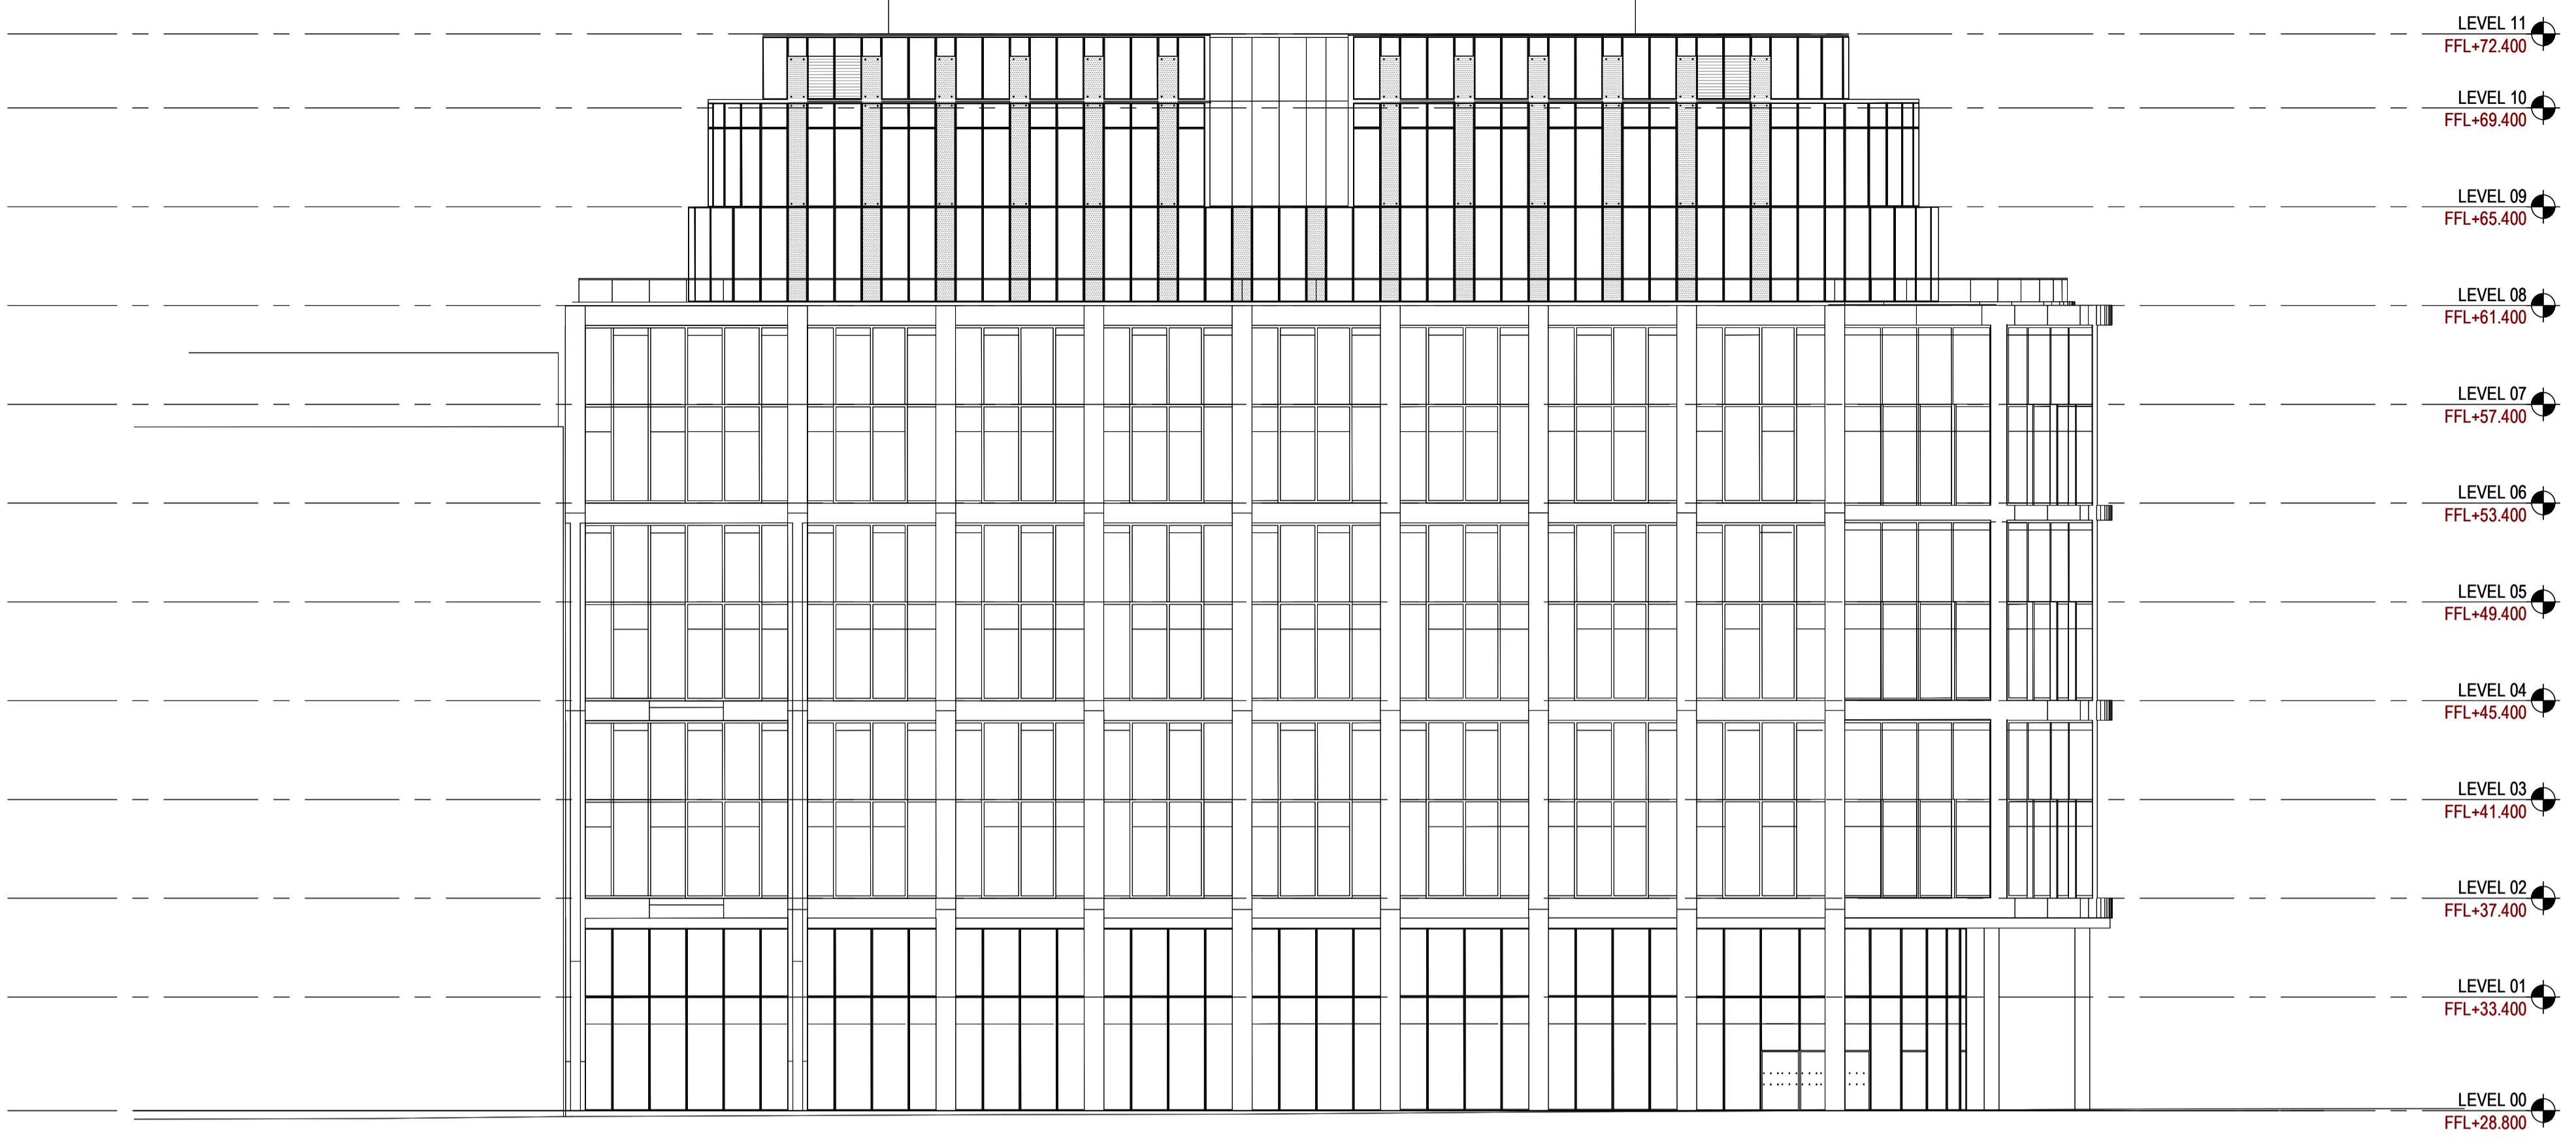 LEVEL 11
FFL+72.400
LEVEL 10
FFL+69.400
LEVEL 09
FFL+65.400
LEVEL 08
FFL+61.400
LEVEL 07
FFL+57.400
LEVEL 06
FFL+53.400
LEVEL 05
FFL+49.400
LEVEL 04
FFL+45.400
LEVEL 03
FFL+41.400
LEVEL 02
FFL+37.400
LEVEL 01
FFL+33.400
LEVEL 00
FFL+28.800